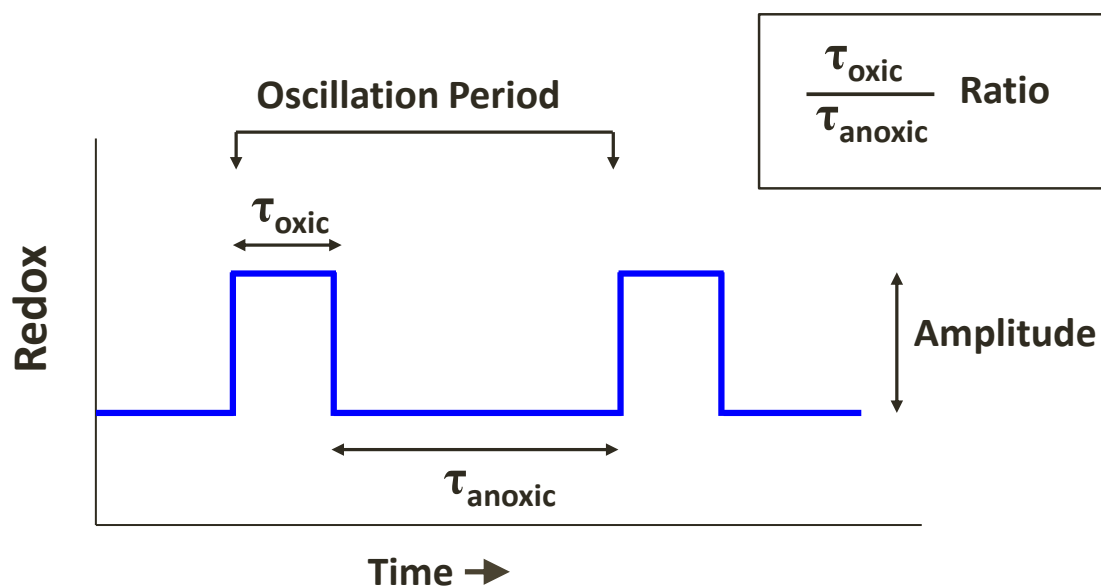 τoxic
τanoxic
Ratio
Oscillation Period
τoxic
Redox
Amplitude
τanoxic
Time